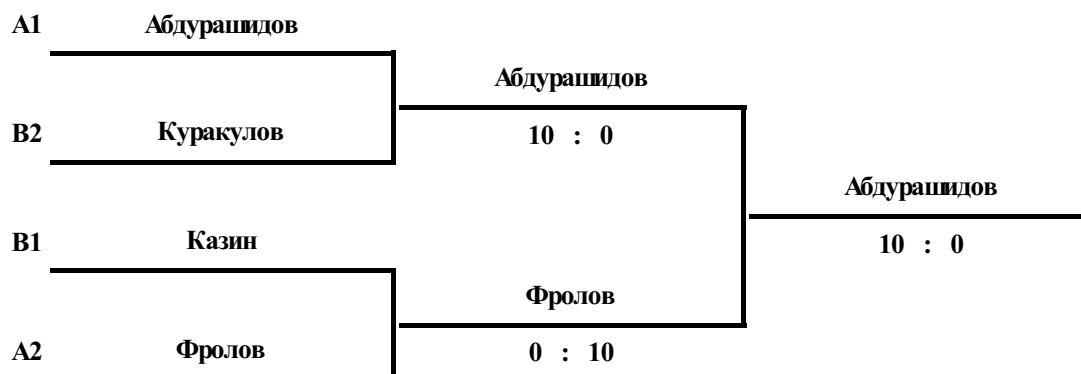 A1 Абдурашидов
Абдурашидов
B2 Куракулов 10 : 0
Абдурашидов
B1 Казин 10 : 0
Фролов
A2 Фролов 0 : 10